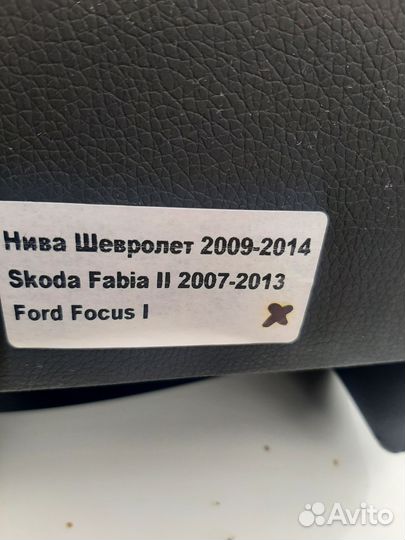 Нива Шевролет 2009-2014
Skoda Fabia II 2007-2013
Ford Focus I
Avito